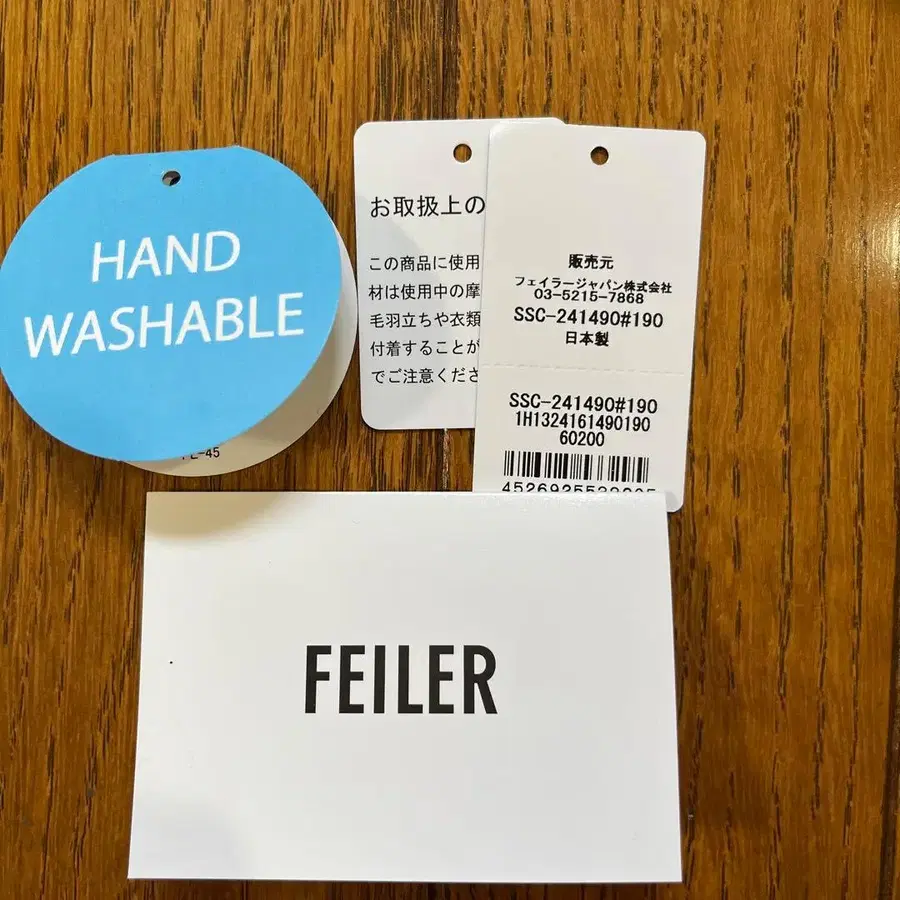 HAND
WASHABLE
-45
お取扱上の
この商品に使用
材は使用中の摩
毛羽立ちや衣類
付着することが
でご注意くださ
販売元
フェイラージャパン株式会社
03-5215-7868
SSC-241490#190
日本製
SSC-241490#190
1H1324161490190
60200
FEILER